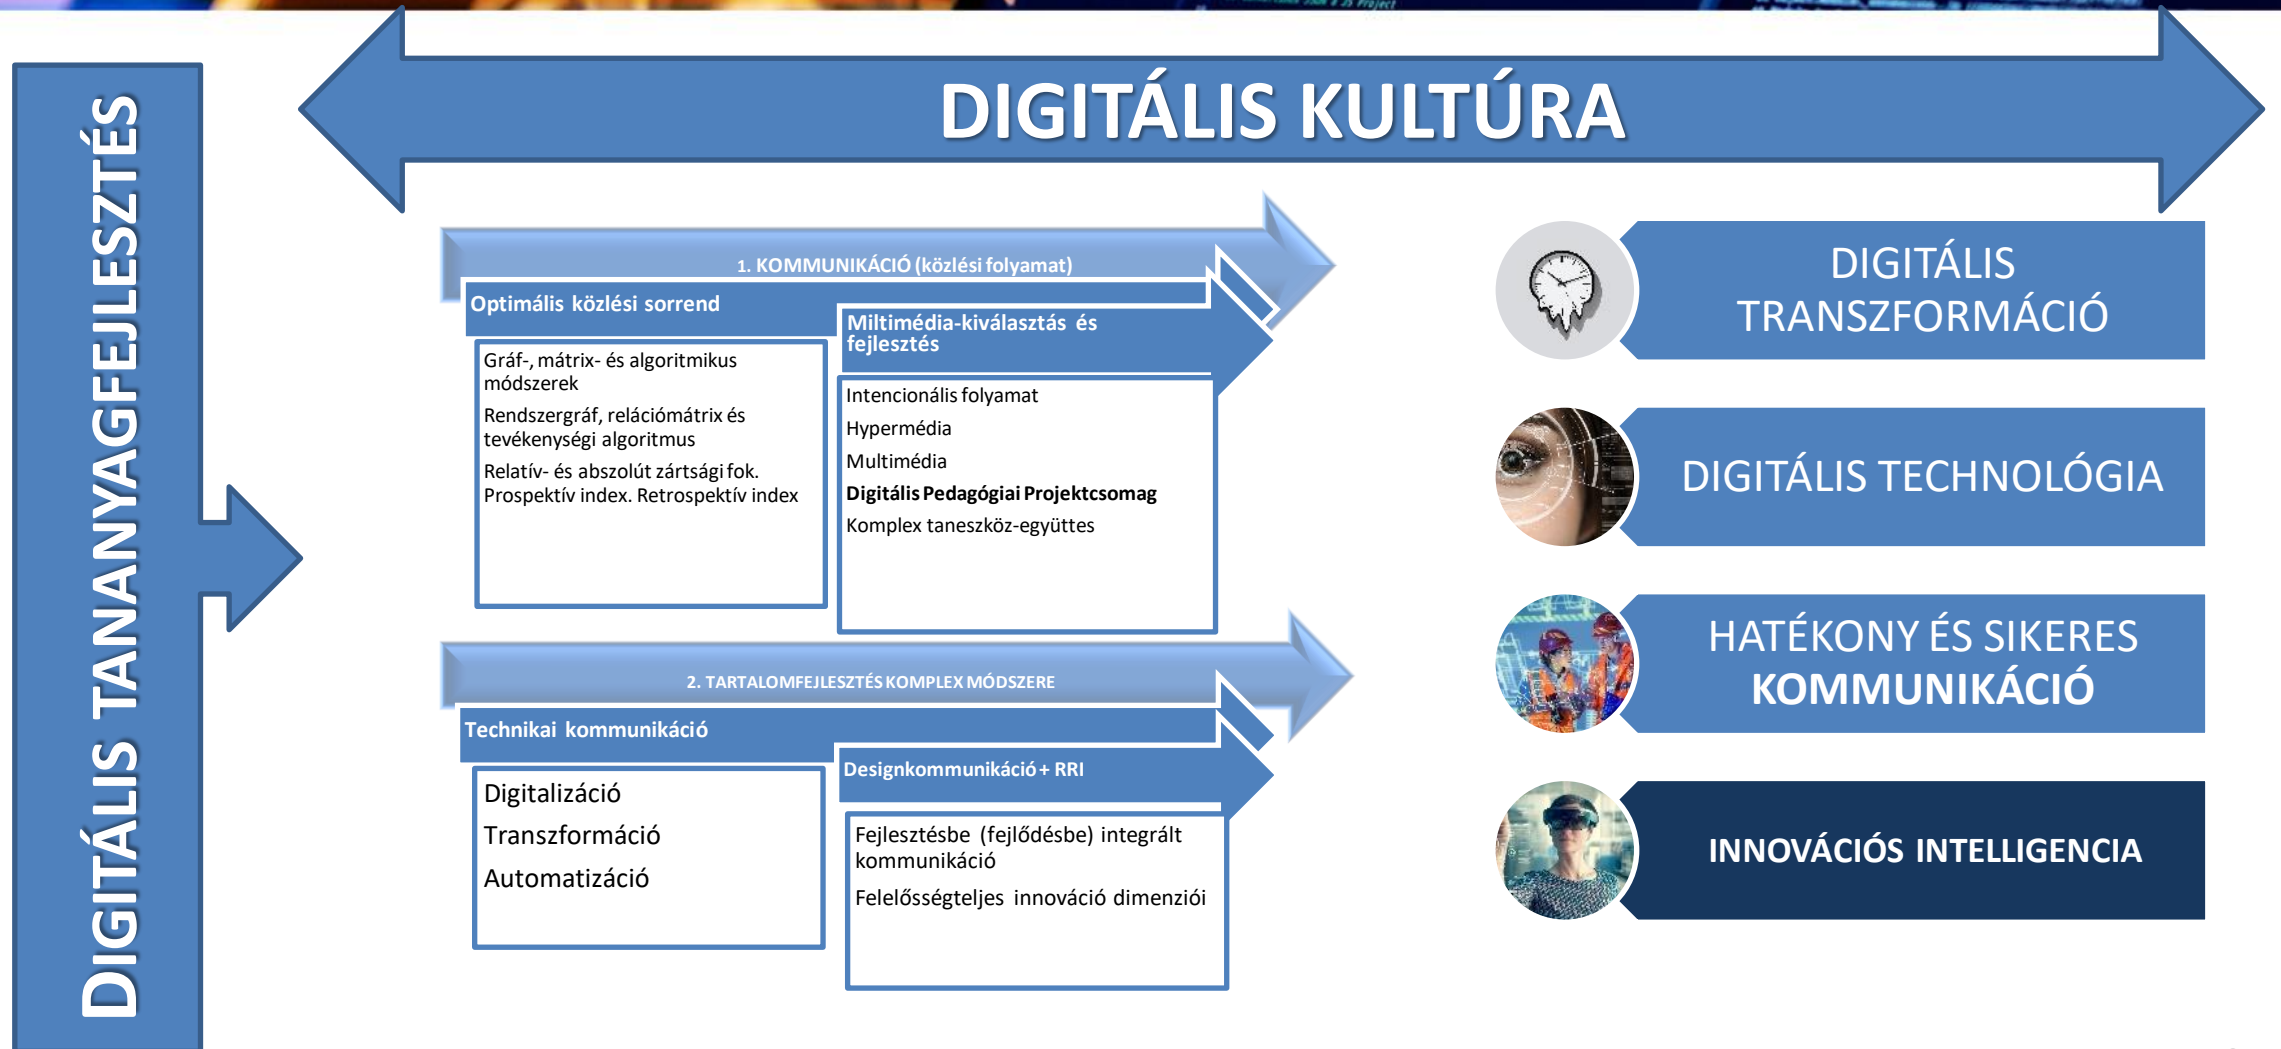 DIGITÁLIS TANANYAGFEJLESZTÉS
DIGITÁLIS KULTÚRA
1. KOMMUNIKÁCIÓ (közlési folyamat)
Optimális közlési sorrend
Gráf-, mátrix- és algoritmikus
módszerek
Rendszergráf, relációmátrix és
tevékenységi algoritmus
Relatív- és abszolút zártsági fok.
Prospektív index. Retrospektív index
Miltimédia-kiválasztás és
fejlesztés
Intencionális folyamat
Hypermédia
Multimédia
Digitális Pedagógiai Projektcsomag
Komplex taneszköz-együttes
2. TARTALOMFEJLESZTÉS KOMPLEX MÓDSZERE
Technikai kommunikáció
Digitalizáció
Transzformáció
Automatizáció
Designkommunikáció + RRI
Fejlesztésbe (fejlődésbe) integrált
kommunikáció
Felelősségteljes innováció dimenziói
DIGITÁLIS
TRANSZFORMÁCIÓ
DIGITÁLIS TECHNOLÓGIA
HATÉKONY ÉS SIKERES
KOMMUNIKÁCIÓ
INNOVÁCIÓS INTELLIGENCIA